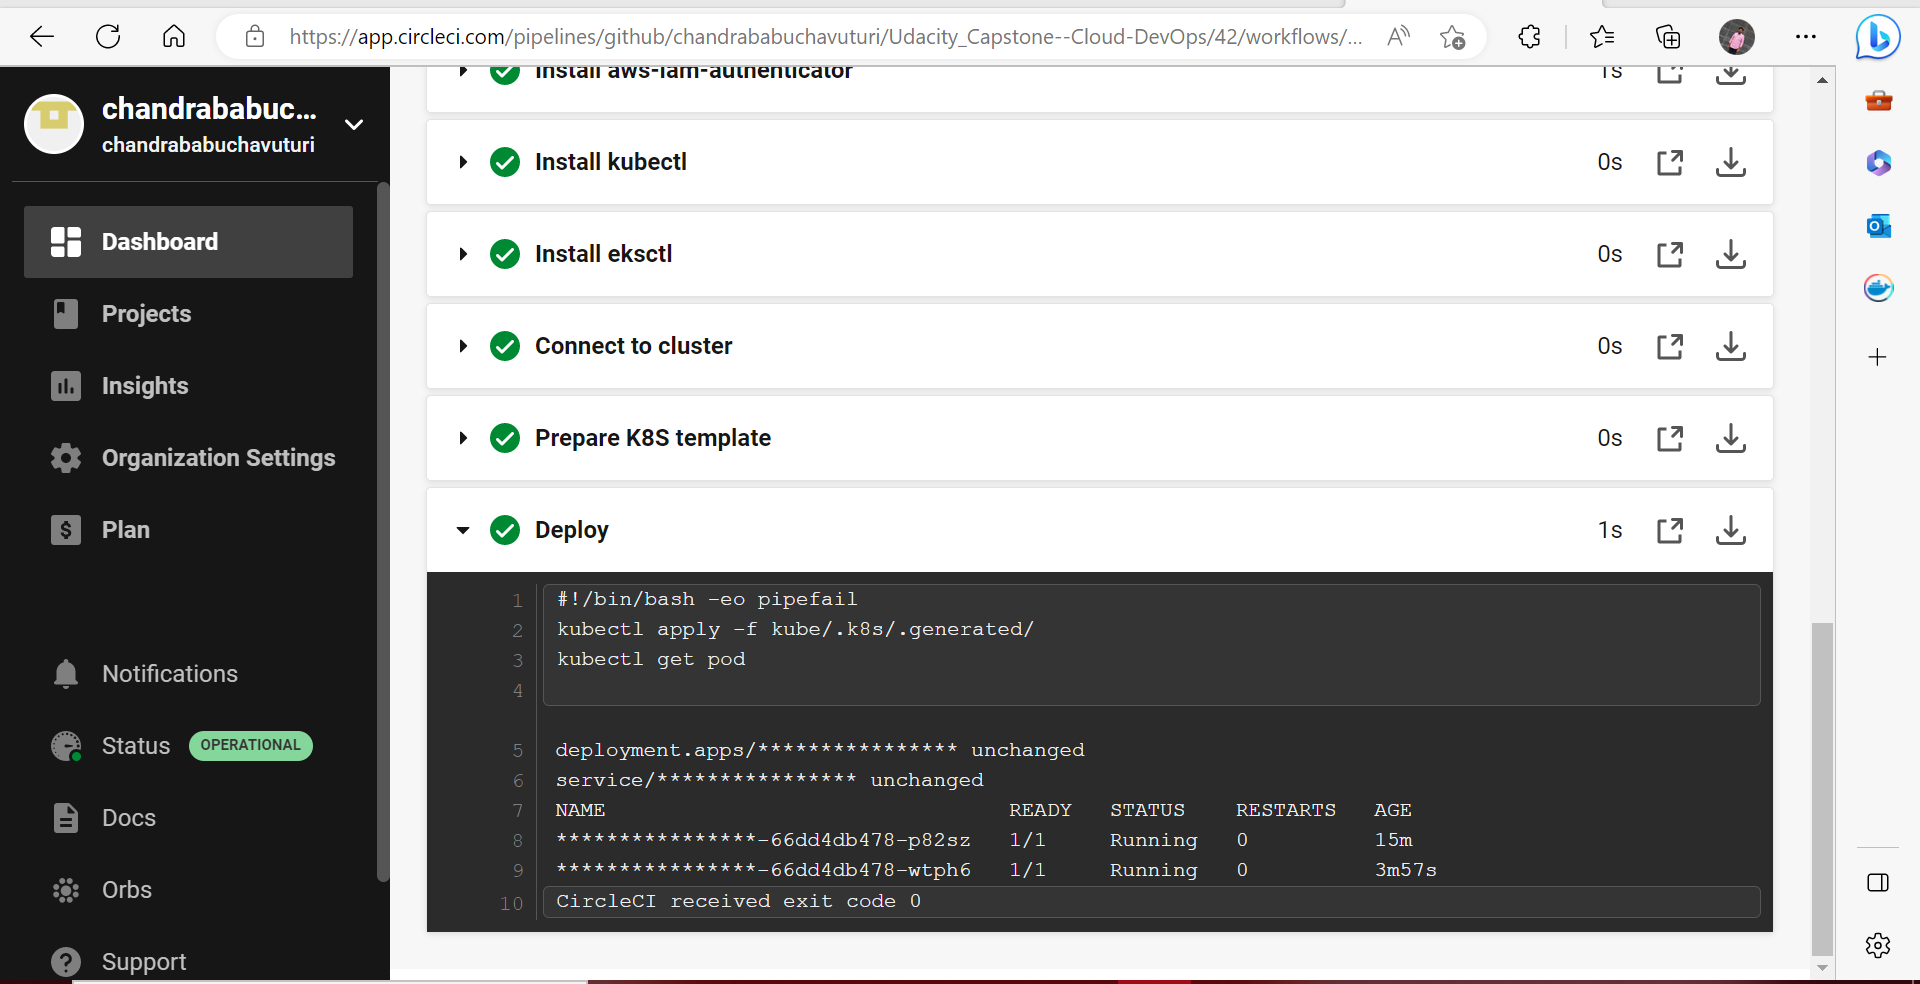 https://app.circleci.com/pipelines/github/chandrababuchavuturi/Udacity_Capstone--Cloud-DevOps/42/workflows/...
chandrababuc...
chandrababuchavuturi
Dashboard
Projects
Insights
Organization Settings
Plan
Notifications
Status OPERATIONAL
Docs
Orbs
Support
Install aws-iam-authenticator 1s
Install kubectl 0s
Install eksctl 0s
Connect to cluster 0s
Prepare K8S template 0s
Deploy 1s
1 #!/bin/bash -eo pipefail
2 kubectl apply -f kube/.k8s/.generated/
3 kubectl get pod
4
5 deployment.apps/**************** unchanged
6 service/**************** unchanged
7 NAME READY STATUS RESTARTS AGE
8 ****************-66dd4db478-p82sz 1/1 Running 0 15m
9 ****************-66dd4db478-wtph6 1/1 Running 0 3m57s
10 CircleCI received exit code 0